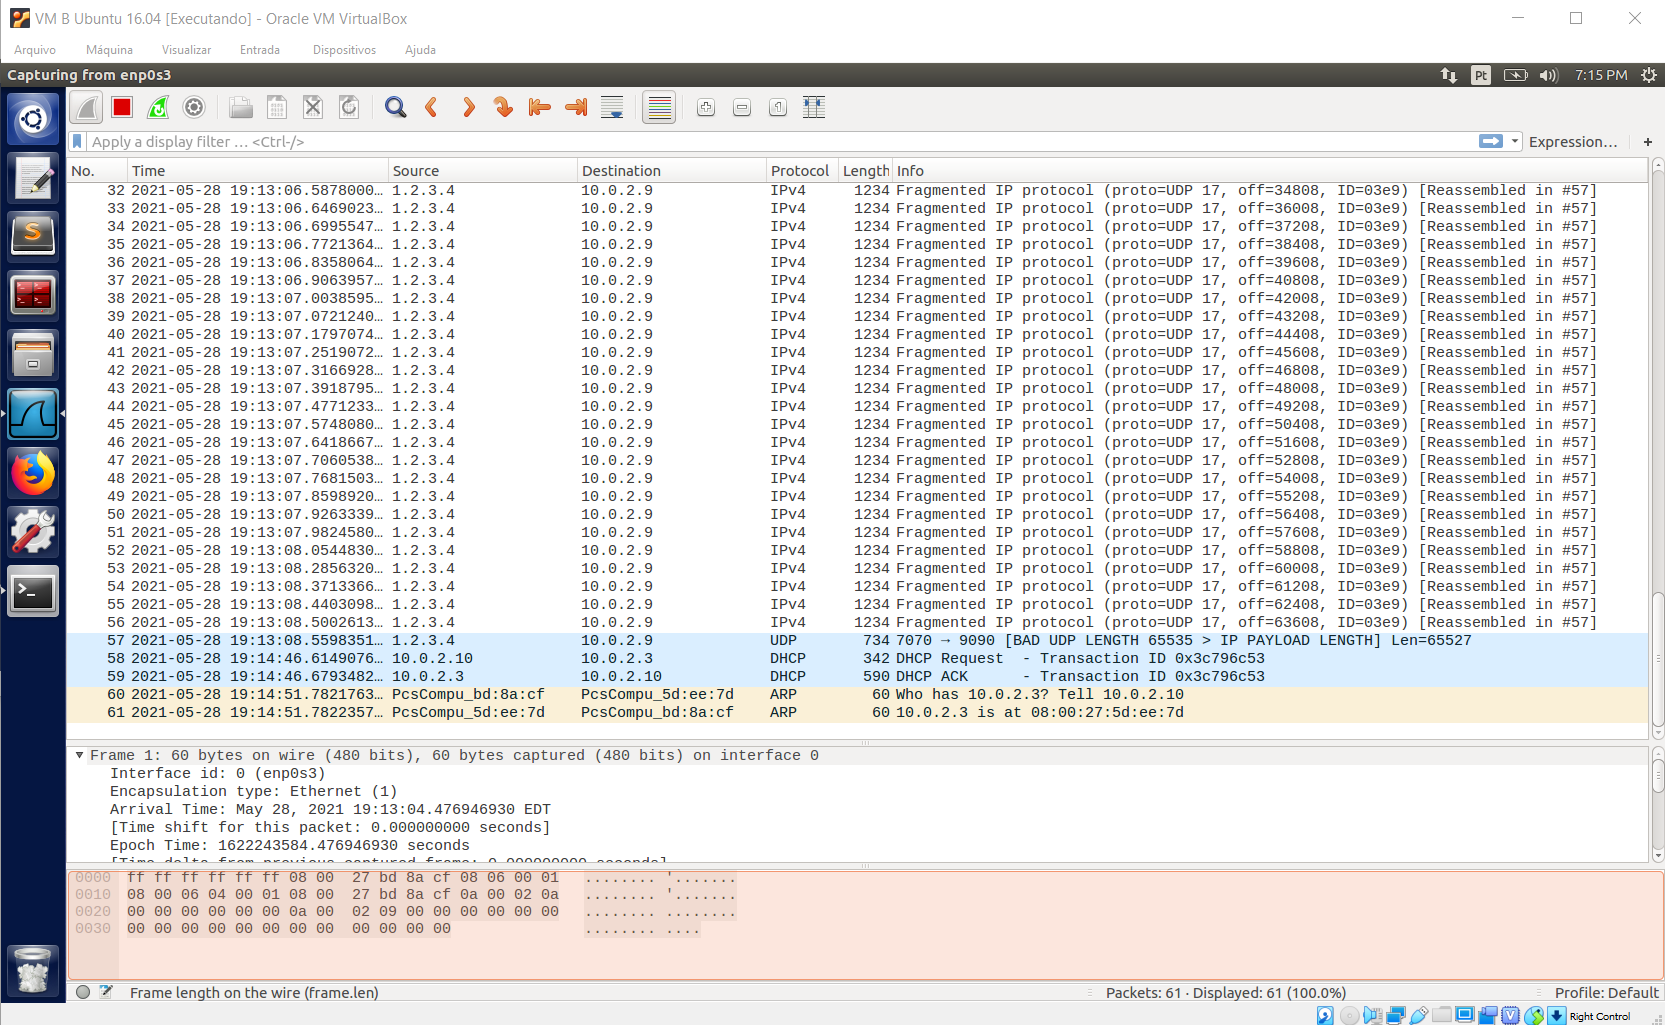 VM B Ubuntu 16.04 [Executando] - Oracle VM VirtualBox
Arquivo Máquina Visualizar Entrada Dispositivos Ajuda
Capturing from enp0s3 Pt 7:15 PM
Apply a display filter … <Ctrl-/> Expression… +
No. Time Source Destination Protocol Length Info
32 2021-05-28 19:13:06.5878000… 1.2.3.4 10.0.2.9 IPv4 1234 Fragmented IP protocol (proto=UDP 17, off=34808, ID=03e9) [Reassembled in #57]
33 2021-05-28 19:13:06.6469023… 1.2.3.4 10.0.2.9 IPv4 1234 Fragmented IP protocol (proto=UDP 17, off=36008, ID=03e9) [Reassembled in #57]
34 2021-05-28 19:13:06.6995547… 1.2.3.4 10.0.2.9 IPv4 1234 Fragmented IP protocol (proto=UDP 17, off=37208, ID=03e9) [Reassembled in #57]
35 2021-05-28 19:13:06.7721364… 1.2.3.4 10.0.2.9 IPv4 1234 Fragmented IP protocol (proto=UDP 17, off=38408, ID=03e9) [Reassembled in #57]
36 2021-05-28 19:13:06.8358064… 1.2.3.4 10.0.2.9 IPv4 1234 Fragmented IP protocol (proto=UDP 17, off=39608, ID=03e9) [Reassembled in #57]
37 2021-05-28 19:13:06.9063957… 1.2.3.4 10.0.2.9 IPv4 1234 Fragmented IP protocol (proto=UDP 17, off=40808, ID=03e9) [Reassembled in #57]
38 2021-05-28 19:13:07.0038595… 1.2.3.4 10.0.2.9 IPv4 1234 Fragmented IP protocol (proto=UDP 17, off=42008, ID=03e9) [Reassembled in #57]
39 2021-05-28 19:13:07.0721240… 1.2.3.4 10.0.2.9 IPv4 1234 Fragmented IP protocol (proto=UDP 17, off=43208, ID=03e9) [Reassembled in #57]
40 2021-05-28 19:13:07.1797074… 1.2.3.4 10.0.2.9 IPv4 1234 Fragmented IP protocol (proto=UDP 17, off=44408, ID=03e9) [Reassembled in #57]
41 2021-05-28 19:13:07.2519072… 1.2.3.4 10.0.2.9 IPv4 1234 Fragmented IP protocol (proto=UDP 17, off=45608, ID=03e9) [Reassembled in #57]
42 2021-05-28 19:13:07.3166928… 1.2.3.4 10.0.2.9 IPv4 1234 Fragmented IP protocol (proto=UDP 17, off=46808, ID=03e9) [Reassembled in #57]
43 2021-05-28 19:13:07.3918795… 1.2.3.4 10.0.2.9 IPv4 1234 Fragmented IP protocol (proto=UDP 17, off=48008, ID=03e9) [Reassembled in #57]
44 2021-05-28 19:13:07.4771233… 1.2.3.4 10.0.2.9 IPv4 1234 Fragmented IP protocol (proto=UDP 17, off=49208, ID=03e9) [Reassembled in #57]
45 2021-05-28 19:13:07.5748080… 1.2.3.4 10.0.2.9 IPv4 1234 Fragmented IP protocol (proto=UDP 17, off=50408, ID=03e9) [Reassembled in #57]
46 2021-05-28 19:13:07.6418667… 1.2.3.4 10.0.2.9 IPv4 1234 Fragmented IP protocol (proto=UDP 17, off=51608, ID=03e9) [Reassembled in #57]
47 2021-05-28 19:13:07.7060538… 1.2.3.4 10.0.2.9 IPv4 1234 Fragmented IP protocol (proto=UDP 17, off=52808, ID=03e9) [Reassembled in #57]
48 2021-05-28 19:13:07.7681503… 1.2.3.4 10.0.2.9 IPv4 1234 Fragmented IP protocol (proto=UDP 17, off=54008, ID=03e9) [Reassembled in #57]
49 2021-05-28 19:13:07.8598920… 1.2.3.4 10.0.2.9 IPv4 1234 Fragmented IP protocol (proto=UDP 17, off=55208, ID=03e9) [Reassembled in #57]
50 2021-05-28 19:13:07.9263339… 1.2.3.4 10.0.2.9 IPv4 1234 Fragmented IP protocol (proto=UDP 17, off=56408, ID=03e9) [Reassembled in #57]
51 2021-05-28 19:13:07.9824580… 1.2.3.4 10.0.2.9 IPv4 1234 Fragmented IP protocol (proto=UDP 17, off=57608, ID=03e9) [Reassembled in #57]
52 2021-05-28 19:13:08.0544830… 1.2.3.4 10.0.2.9 IPv4 1234 Fragmented IP protocol (proto=UDP 17, off=58808, ID=03e9) [Reassembled in #57]
53 2021-05-28 19:13:08.2856320… 1.2.3.4 10.0.2.9 IPv4 1234 Fragmented IP protocol (proto=UDP 17, off=60008, ID=03e9) [Reassembled in #57]
54 2021-05-28 19:13:08.3713366… 1.2.3.4 10.0.2.9 IPv4 1234 Fragmented IP protocol (proto=UDP 17, off=61208, ID=03e9) [Reassembled in #57]
55 2021-05-28 19:13:08.4403098… 1.2.3.4 10.0.2.9 IPv4 1234 Fragmented IP protocol (proto=UDP 17, off=62408, ID=03e9) [Reassembled in #57]
56 2021-05-28 19:13:08.5002613… 1.2.3.4 10.0.2.9 IPv4 1234 Fragmented IP protocol (proto=UDP 17, off=63608, ID=03e9) [Reassembled in #57]
57 2021-05-28 19:13:08.5598351… 1.2.3.4 10.0.2.9 UDP 734 7070 → 9090 [BAD UDP LENGTH 65535 > IP PAYLOAD LENGTH] Len=65527
58 2021-05-28 19:14:46.6149076… 10.0.2.10 10.0.2.3 DHCP 342 DHCP Request - Transaction ID 0x3c796c53
59 2021-05-28 19:14:46.6793482… 10.0.2.3 10.0.2.10 DHCP 590 DHCP ACK - Transaction ID 0x3c796c53
60 2021-05-28 19:14:51.7821763… PcsCompu_bd:8a:cf PcsCompu_5d:ee:7d ARP 60 Who has 10.0.2.3? Tell 10.0.2.10
61 2021-05-28 19:14:51.7822357… PcsCompu_5d:ee:7d PcsCompu_bd:8a:cf ARP 60 10.0.2.3 is at 08:00:27:5d:ee:7d
Frame 1: 60 bytes on wire (480 bits), 60 bytes captured (480 bits) on interface 0
Interface id: 0 (enp0s3)
Encapsulation type: Ethernet (1)
Arrival Time: May 28, 2021 19:13:04.476946930 EDT
[Time shift for this packet: 0.000000000 seconds]
Epoch Time: 1622243584.476946930 seconds
[Time delta from previous captured frame: 0.000000000 seconds]
0000 ff ff ff ff ff ff 08 00 27 bd 8a cf 08 06 00 01 ........ '.......
0010 08 00 06 04 00 01 08 00 27 bd 8a cf 0a 00 02 0a ........ '.......
0020 00 00 00 00 00 00 0a 00 02 09 00 00 00 00 00 00 ........ ........
0030 00 00 00 00 00 00 00 00 00 00 00 00 ........ ....
Frame length on the wire (frame.len) Packets: 61 · Displayed: 61 (100.0%) Profile: Default
Right Control